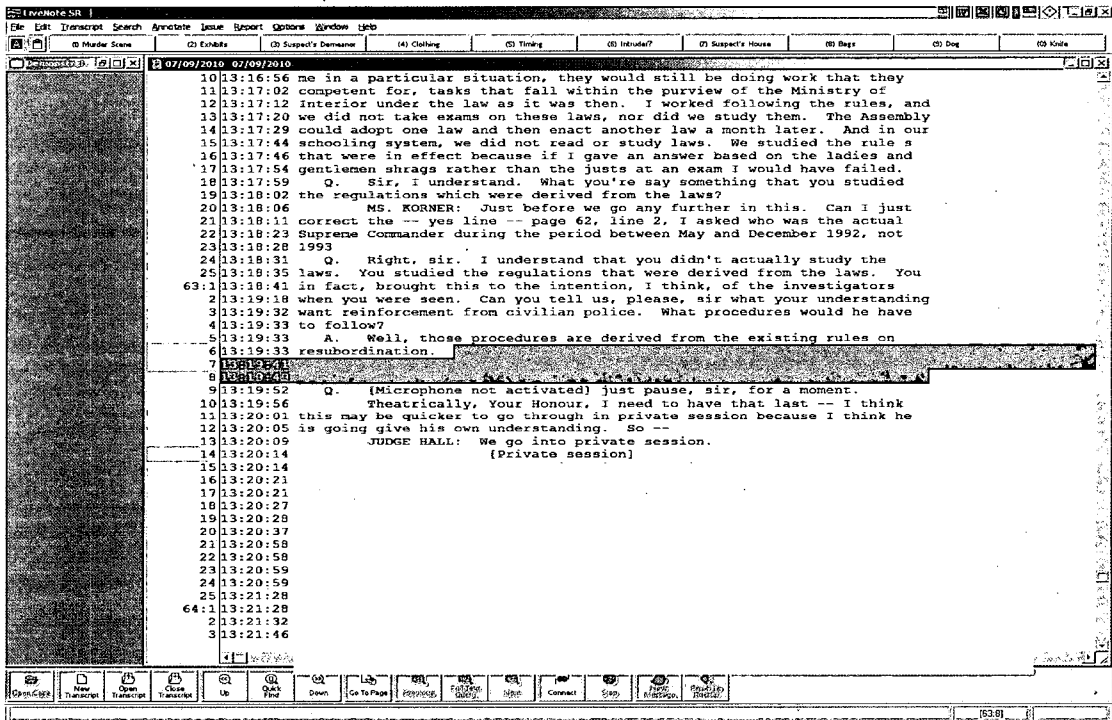 LiveNote SR
File Edit Transcript Search Annotate Issue Report Options Window Help
(1) Murder Scene (2) Exhibits (3) Suspect's Demeanor (4) Clothing (5) Timing (6) Intruder? (7) Suspect's House (8) Bags (9) Dog (0) Knife
07/09/2010 07/09/2010
10 13:16:56 me in a particular situation, they would still be doing work that they
11 13:17:02 competent for, tasks that fall within the purview of the Ministry of
12 13:17:12 Interior under the law as it was then. I worked following the rules, and
13 13:17:20 we did not take exams on these laws, nor did we study them. The Assembly
14 13:17:29 could adopt one law and then enact another law a month later. And in our
15 13:17:44 schooling system, we did not read or study laws. We studied the rule s
16 13:17:46 that were in effect because if I gave an answer based on the ladies and
17 13:17:54 gentlemen shrags rather than the justs at an exam I would have failed.
18 13:17:59 Q. Sir, I understand. What you're say something that you studied
19 13:18:02 the regulations which were derived from the laws?
20 13:18:06 MS. KORNER: Just before we go any further in this. Can I just
21 13:18:11 correct the -- yes line -- page 62, line 2, I asked who was the actual
22 13:18:23 Supreme Commander during the period between May and December 1992, not
23 13:18:28 1993
24 13:18:31 Q. Right, sir. I understand that you didn't actually study the
25 13:18:35 laws. You studied the regulations that were derived from the laws. You
63:1 13:18:41 in fact, brought this to the intention, I think, of the investigators
2 13:19:18 when you were seen. Can you tell us, please, sir what your understanding
3 13:19:32 want reinforcement from civilian police. What procedures would he have
4 13:19:33 to follow?
5 13:19:33 A. Well, those procedures are derived from the existing rules on
6 13:19:33 resubordination.
7
8
9 13:19:52 Q. [Microphone not activated] just pause, sir, for a moment.
10 13:19:56 Theatrically, Your Honour, I need to have that last -- I think
11 13:20:01 this may be quicker to go through in private session because I think he
12 13:20:05 is going give his own understanding. So --
13 13:20:09 JUDGE HALL: We go into private session.
14 13:20:14 [Private session]
15 13:20:14
16 13:20:21
17 13:20:21
18 13:20:27
19 13:20:28
20 13:20:37
21 13:20:58
22 13:20:58
23 13:20:59
24 13:20:59
25 13:21:28
64:1 13:21:28
2 13:21:32
3 13:21:46
Open Case New Transcript Open Transcript Close Transcript Up Quick Find Down Go To Page Previous Next Connect Stop
[63:8]